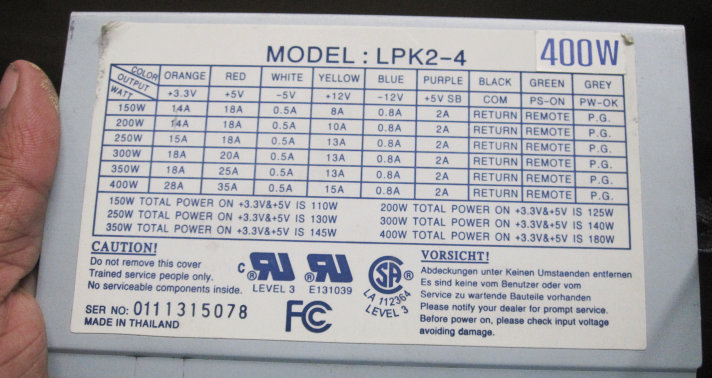 MODEL : LPK2-4
400W
COLOR OUTPUT WATT ORANGE RED WHITE YELLOW BLUE PURPLE BLACK GREEN GREY
+3.3V +5V -5V +12V -12V +5V SB COM PS-ON PW-OK
150W 14A 18A 0.5A 8A 0.8A 2A RETURN REMOTE P.G.
200W 14A 18A 0.5A 10A 0.8A 2A RETURN REMOTE P.G.
250W 15A 18A 0.5A 13A 0.8A 2A RETURN REMOTE P.G.
300W 18A 20A 0.5A 13A 0.8A 2A RETURN REMOTE P.G.
350W 18A 25A 0.5A 13A 0.8A 2A RETURN REMOTE P.G.
400W 28A 35A 0.5A 15A 0.8A 2A RETURN REMOTE P.G.
150W TOTAL POWER ON +3.3V&+5V IS 110W 200W TOTAL POWER ON +3.3V&+5V IS 125W
250W TOTAL POWER ON +3.3V&+5V IS 130W 300W TOTAL POWER ON +3.3V&+5V IS 140W
350W TOTAL POWER ON +3.3V&+5V IS 145W 400W TOTAL POWER ON +3.3V&+5V IS 180W
CAUTION!
Do not remove this cover
Trained service people only.
No serviceable components inside.
SER NO: 0111315078
MADE IN THAILAND
C RU ®
LEVEL 3
® RU ®
E131039
FC
SA ®
LA 112364
LEVEL 3
VORSICHT!
Abdeckungen unter Keinen Umstaenden entfernen
Es sind keine vom Benutzer oder vom
Service zu wartende Bauteile vorhanden
Please notify your dealer for prompt service.
Before power on, please check input voltage
avoiding damage.